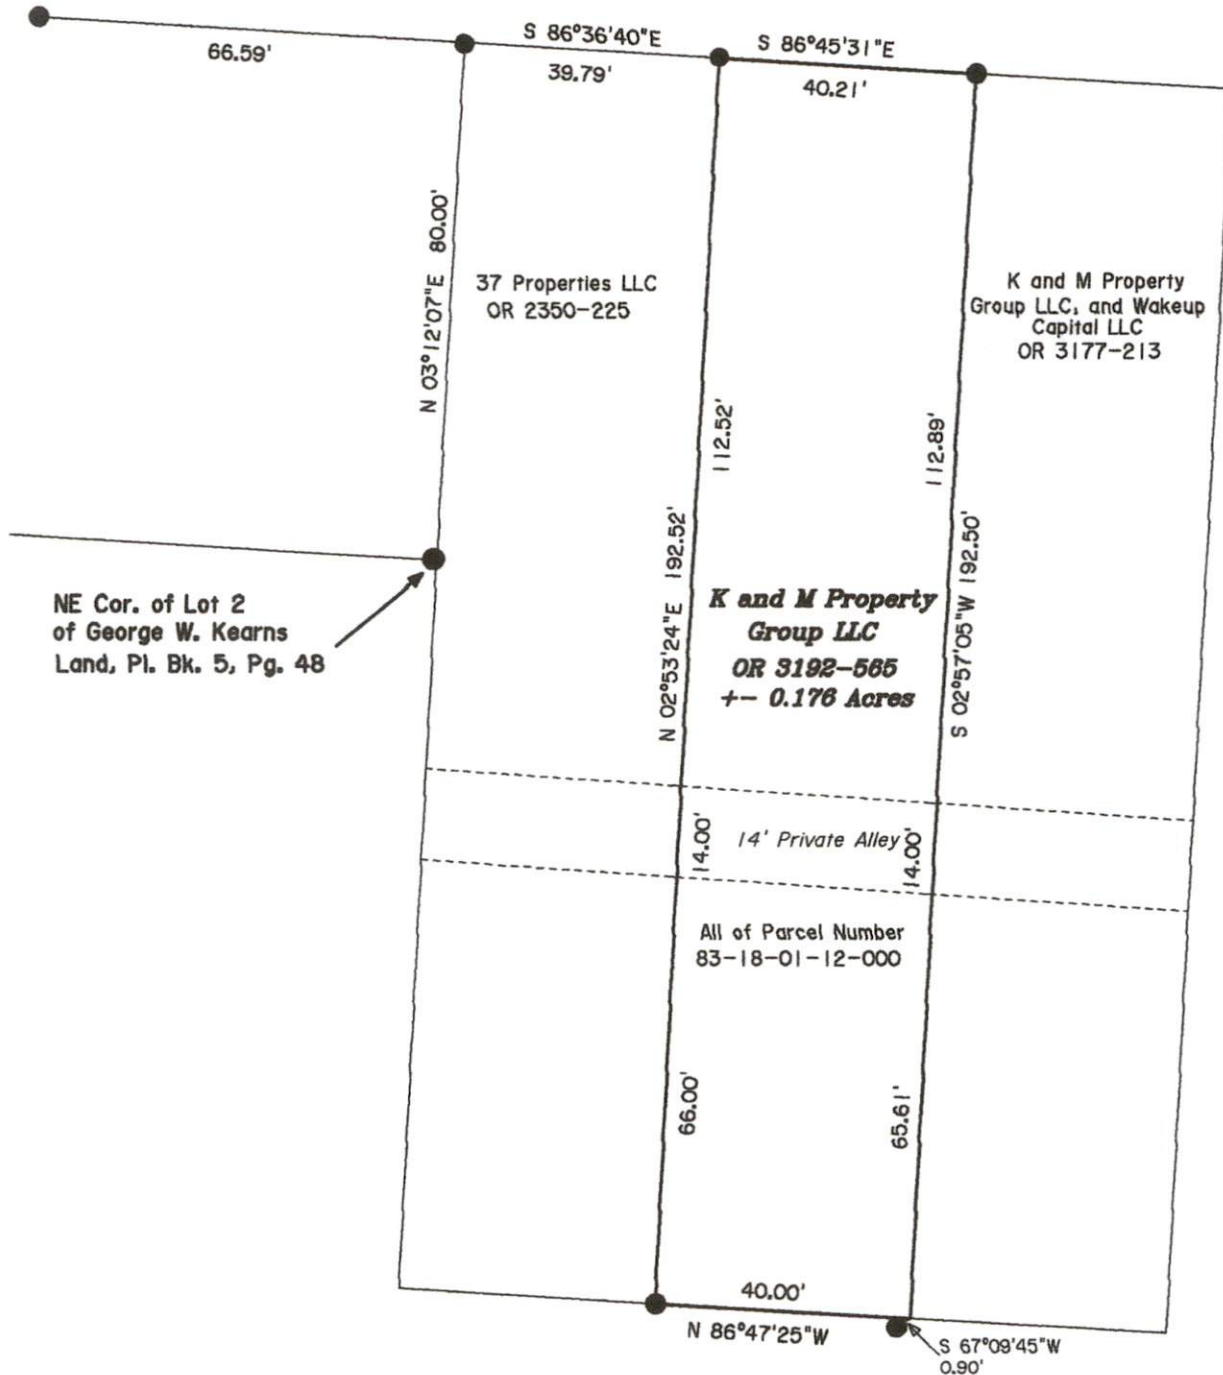 S 86°36'40"E
S 86°45'31"E
66.59'
39.79'
40.21'
N 03°12'07"E 80.00'
37 Properties LLC
OR 2350-225
K and M Property
Group LLC, and Wakeup
Capital LLC
OR 3177-213
112.52'
112.89'
N 02°53'24"E 192.52'
S 02°57'05"W 192.50'
NE Cor. of Lot 2
of George W. Kearns
Land, Pl. Bk. 5, Pg. 48
K and M Property
Group LLC
OR 3192-565
+- 0.176 Acres
14.00'
14' Private Alley
14.00'
All of Parcel Number
83-18-01-12-000
66.00'
65.61'
40.00'
N 86°47'25"W
S 67°09'45"W
0.90'